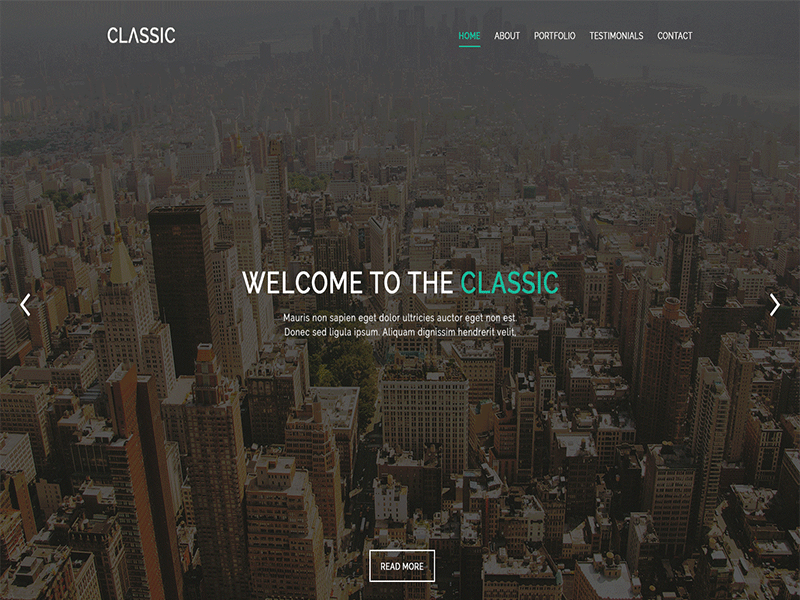 CLASSIC
HOME ABOUT PORTFOLIO TESTIMONIALS CONTACT
WELCOME TO THE CLASSIC
Mauris non sapien eget dolor ultricies auctor eget non est.
Donec sed ligula ipsum. Aliquam dignissim hendrerit velit.
READ MORE